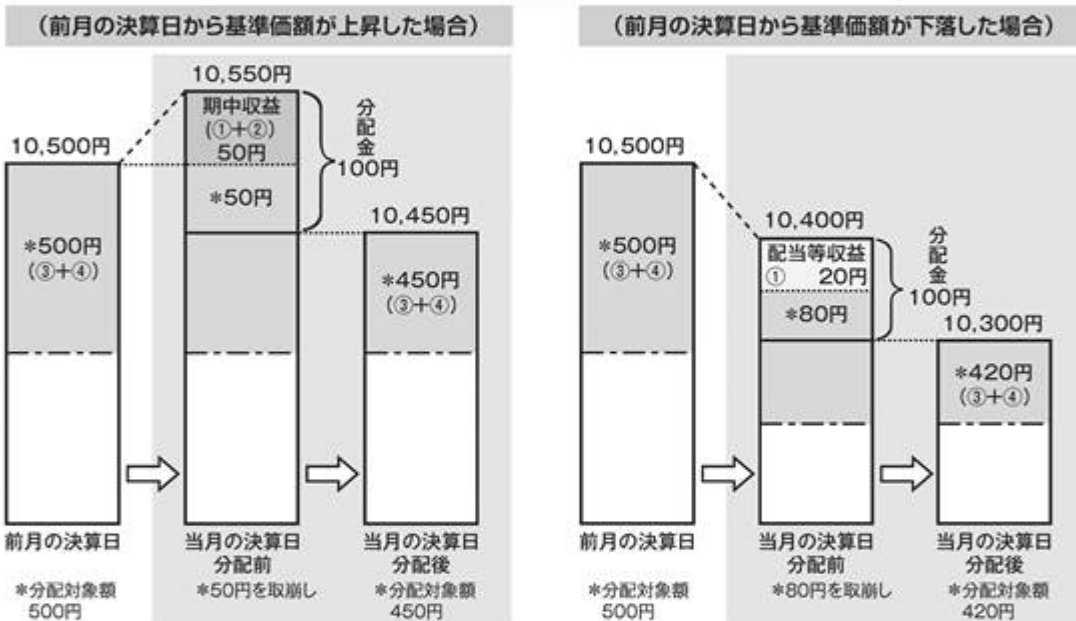 (前月の決算日から基準価額が上昇した場合)
10,550円
期中収益
(①+②)
50円
分配金
100円
10,500円
*50円
10,450円
*500円
(③+④)
*450円
(③+④)
前月の決算日
当月の決算日
分配前
当月の決算日
分配後
*分配対象額
500円
*50円を取崩し
*分配対象額
450円
(前月の決算日から基準価額が下落した場合)
10,500円
10,400円
配当等収益
① 20円
分配金
100円
*80円
10,300円
*500円
(③+④)
*420円
(③+④)
前月の決算日
当月の決算日
分配前
当月の決算日
分配後
*分配対象額
500円
*80円を取崩し
*分配対象額
420円